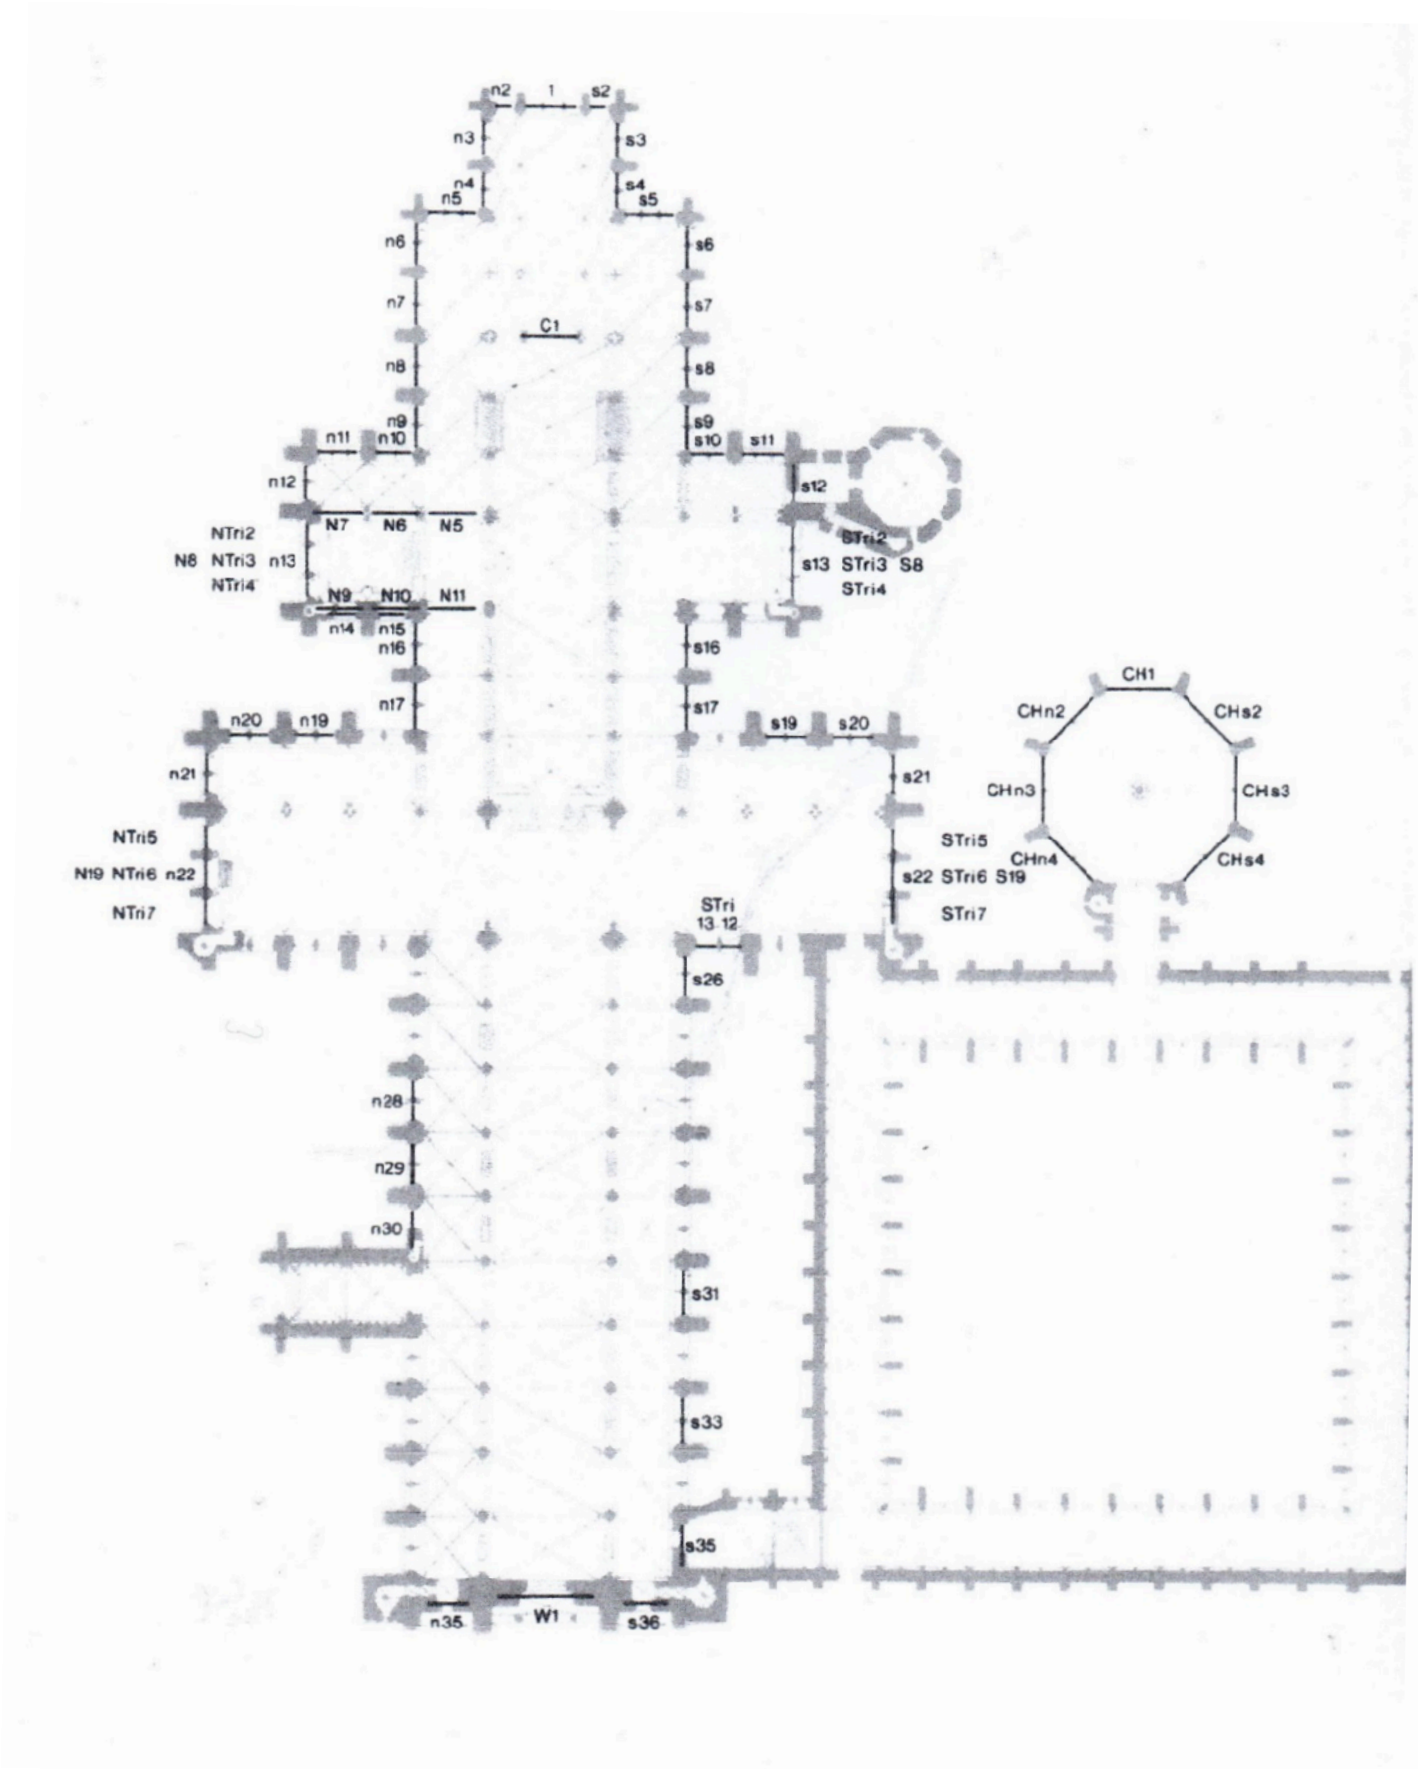 n2 1 s2
n3 s3
n4 s4
n5 s5
n6 s6
n7 s7
C1
n8 s8
n9 s9
n11 n10 s10 s11
n12 s12
N7 N6 N5
NTri2 STri2
N8 NTri3 n13 s13 STri3 S8
NTri4 STri4
N9 N10 N11
n14 n15
n16 s16
CH1
n17 s17
CHn2 CHs2
n20 n19 s19 s20
n21 s21
CHn3 CHs3
NTri5 STri5
CHn4 CHs4
N19 NTri6 n22 s22 STri6 S19
NTri7 STri7
STri
13 12
s26
n28
n29
n30
s31
s33
s35
n35 W1 s36